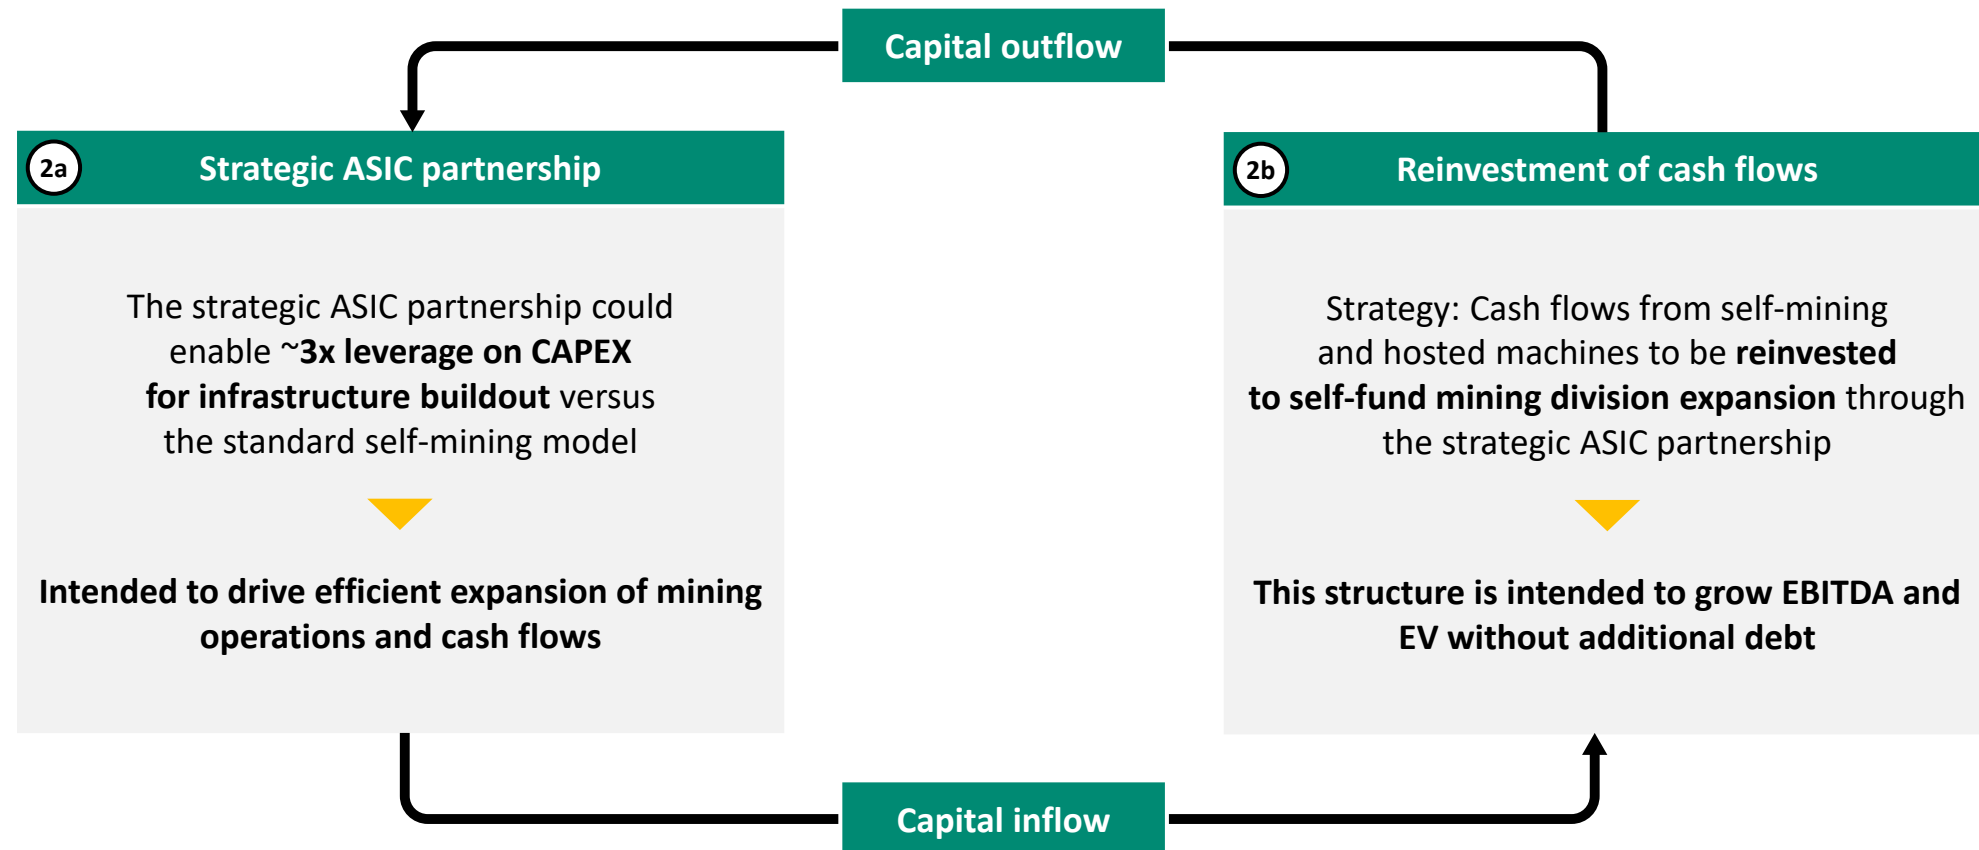 Capital outflow
2a
Strategic ASIC partnership
The strategic ASIC partnership could
enable ~3x leverage on CAPEX
for infrastructure buildout versus
the standard self-mining model
Intended to drive efficient expansion of mining
operations and cash flows
2b
Reinvestment of cash flows
Strategy: Cash flows from self-mining
and hosted machines to be reinvested
to self-fund mining division expansion through
the strategic ASIC partnership
This structure is intended to grow EBITDA and
EV without additional debt
Capital inflow